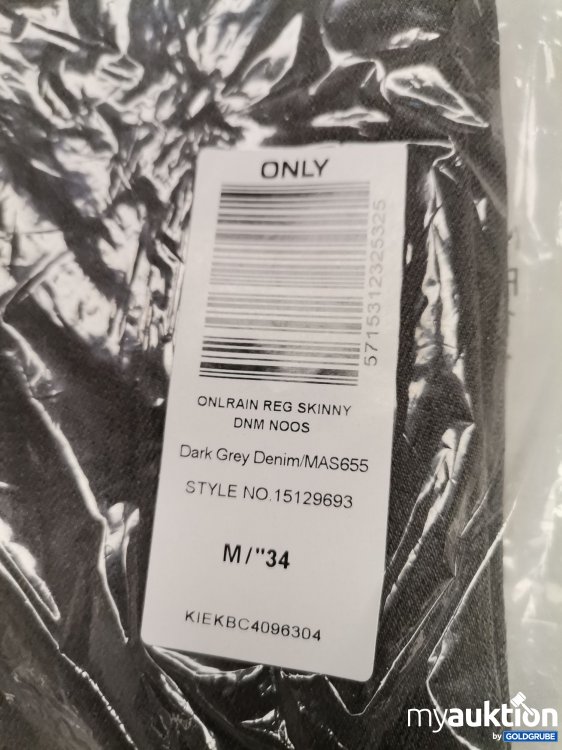 ONLY
5715312325325
ONLRAIN REG SKINNY
DNM NOOS
Dark Grey Denim/MAS655
STYLE NO.15129693
M/"34
KIEKBC4096304
myauktion
by GOLDGRUBE